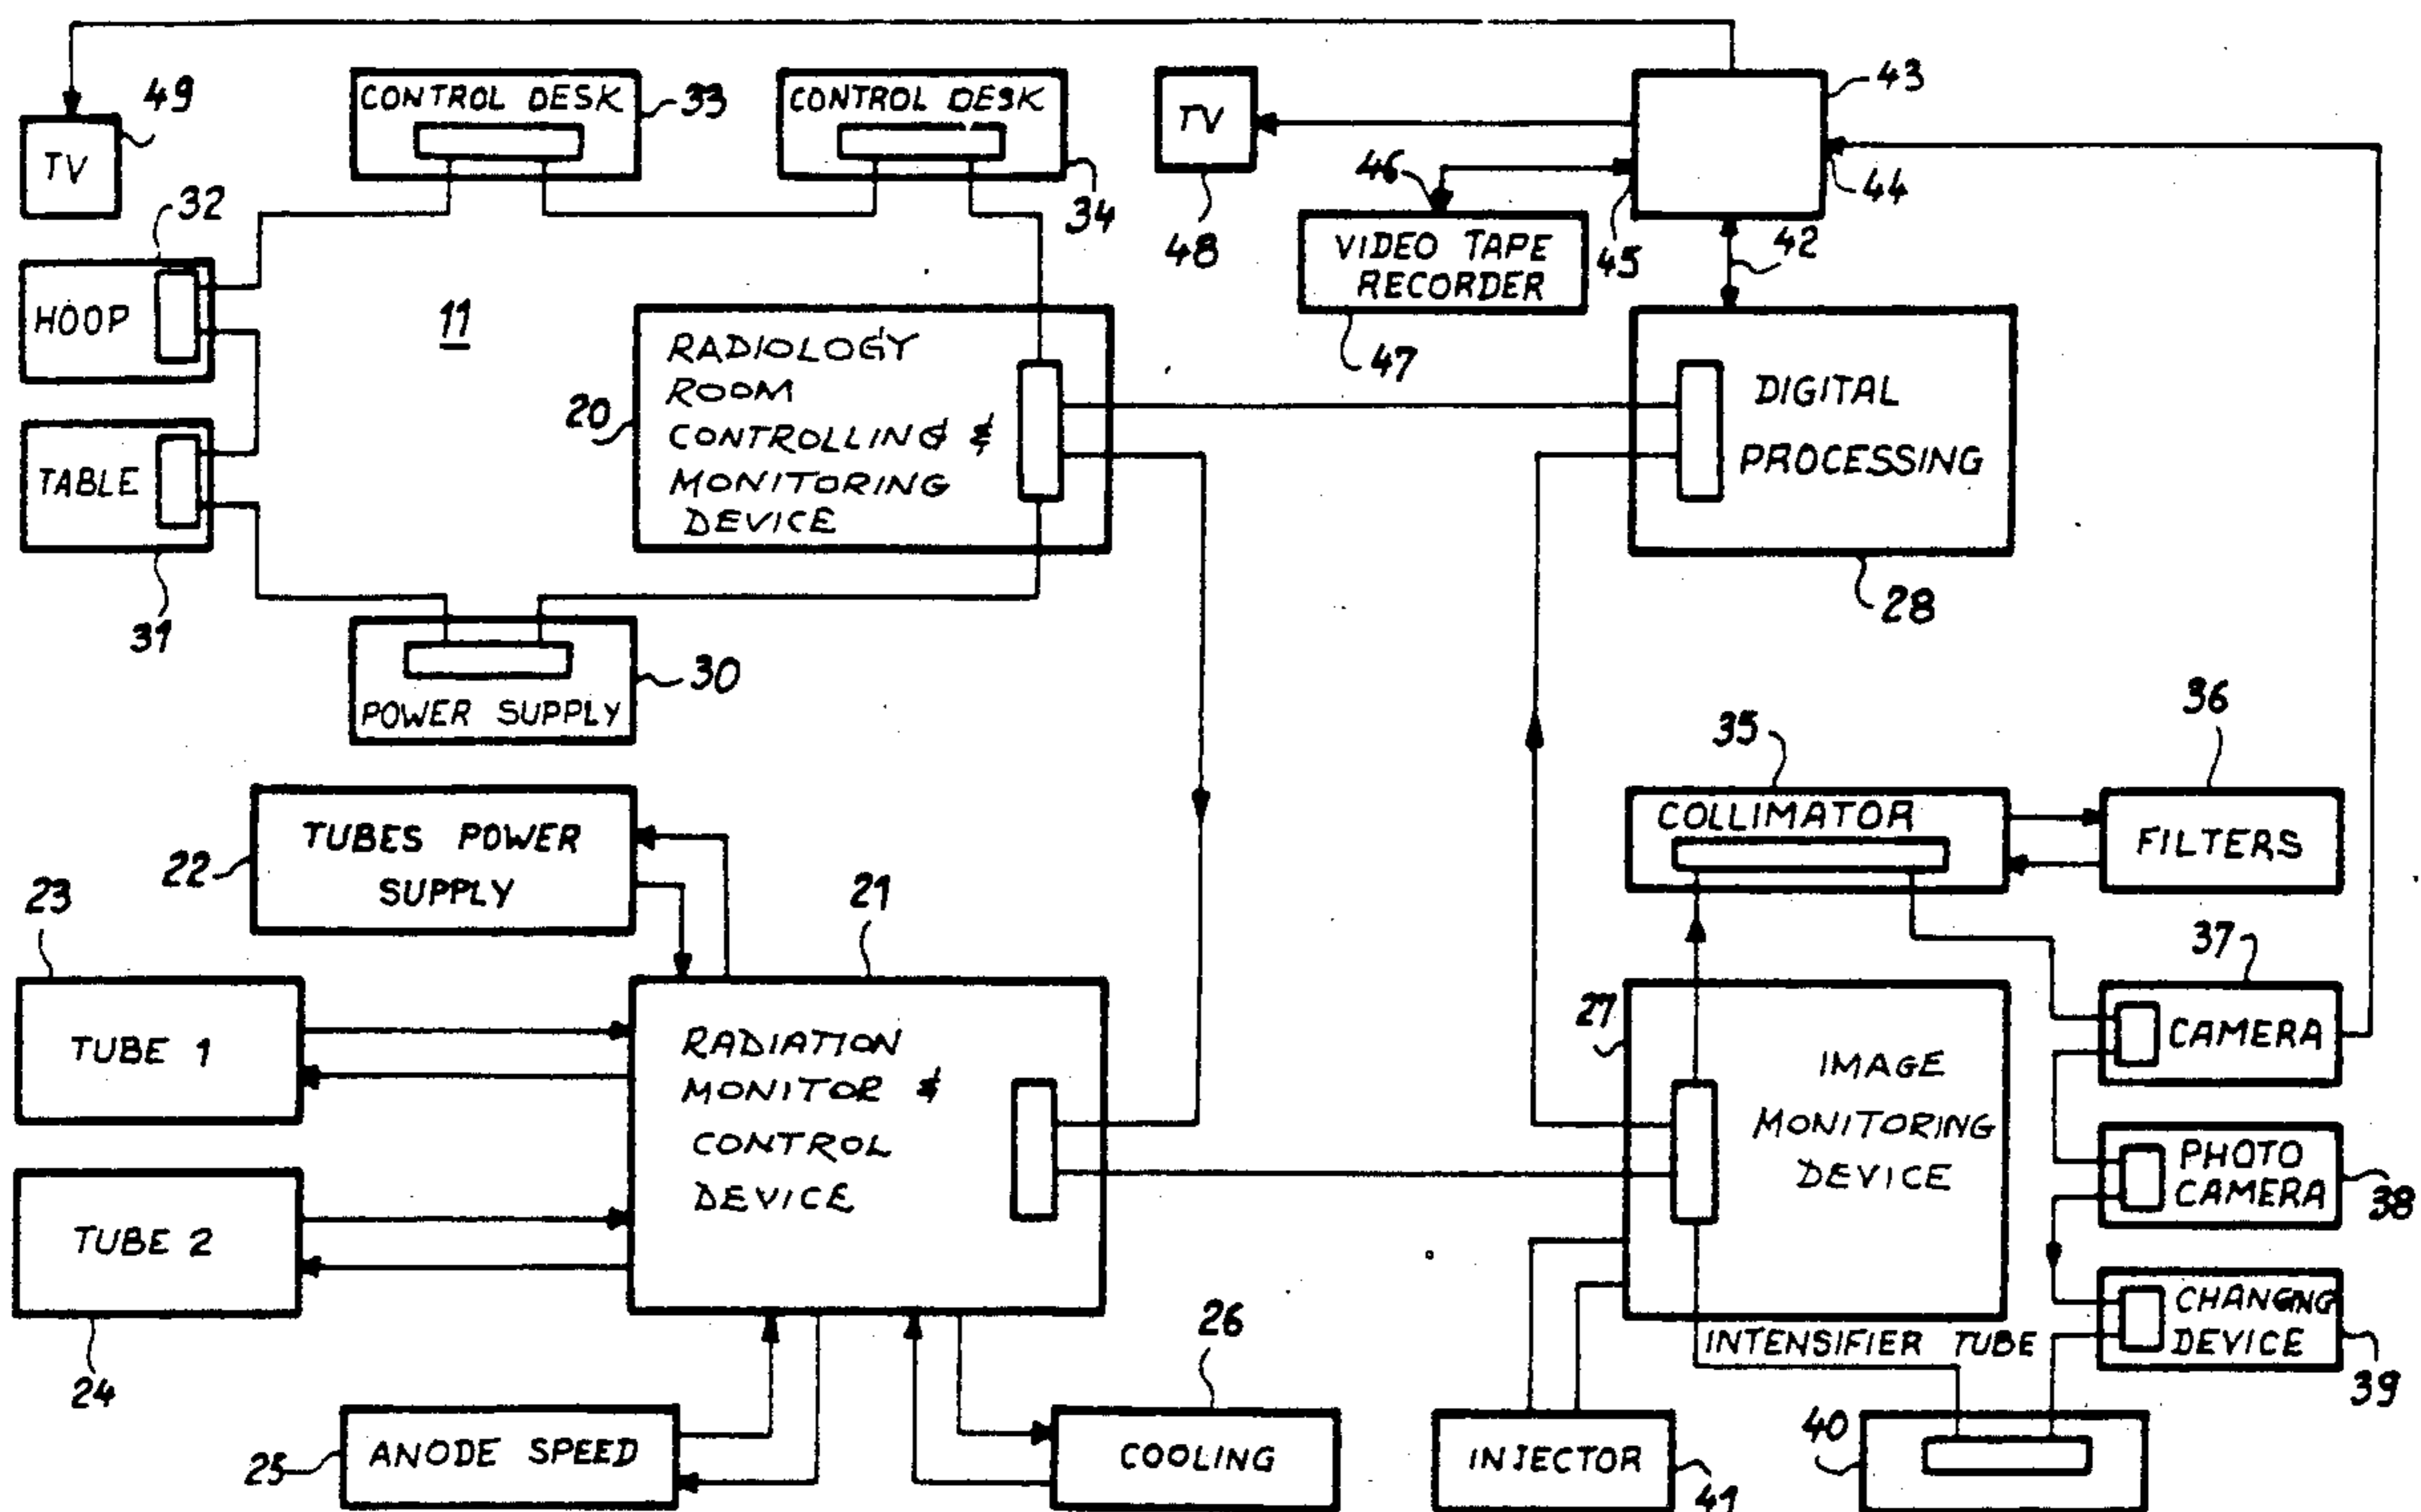 49
TV
CONTROL DESK
33
CONTROL DESK
34
TV
48
43
44
46
45
42
VIDEO TAPE
RECORDER
47
32
HOOP
11
TABLE
31
20
RADIOLOGY
ROOM
CONTROLLING &
MONITORING
DEVICE
DIGITAL
PROCESSING
28
30
POWER SUPPLY
22
TUBES POWER
SUPPLY
35
COLLIMATOR
36
FILTERS
23
TUBE 1
21
RADIATION
MONITOR &
CONTROL
DEVICE
27
IMAGE
MONITORING
DEVICE
37
CAMERA
PHOTO
CAMERA
38
TUBE 2
24
CHANGING
DEVICE
39
INTENSIFIER TUBE
25
ANODE SPEED
26
COOLING
INJECTOR
41
40